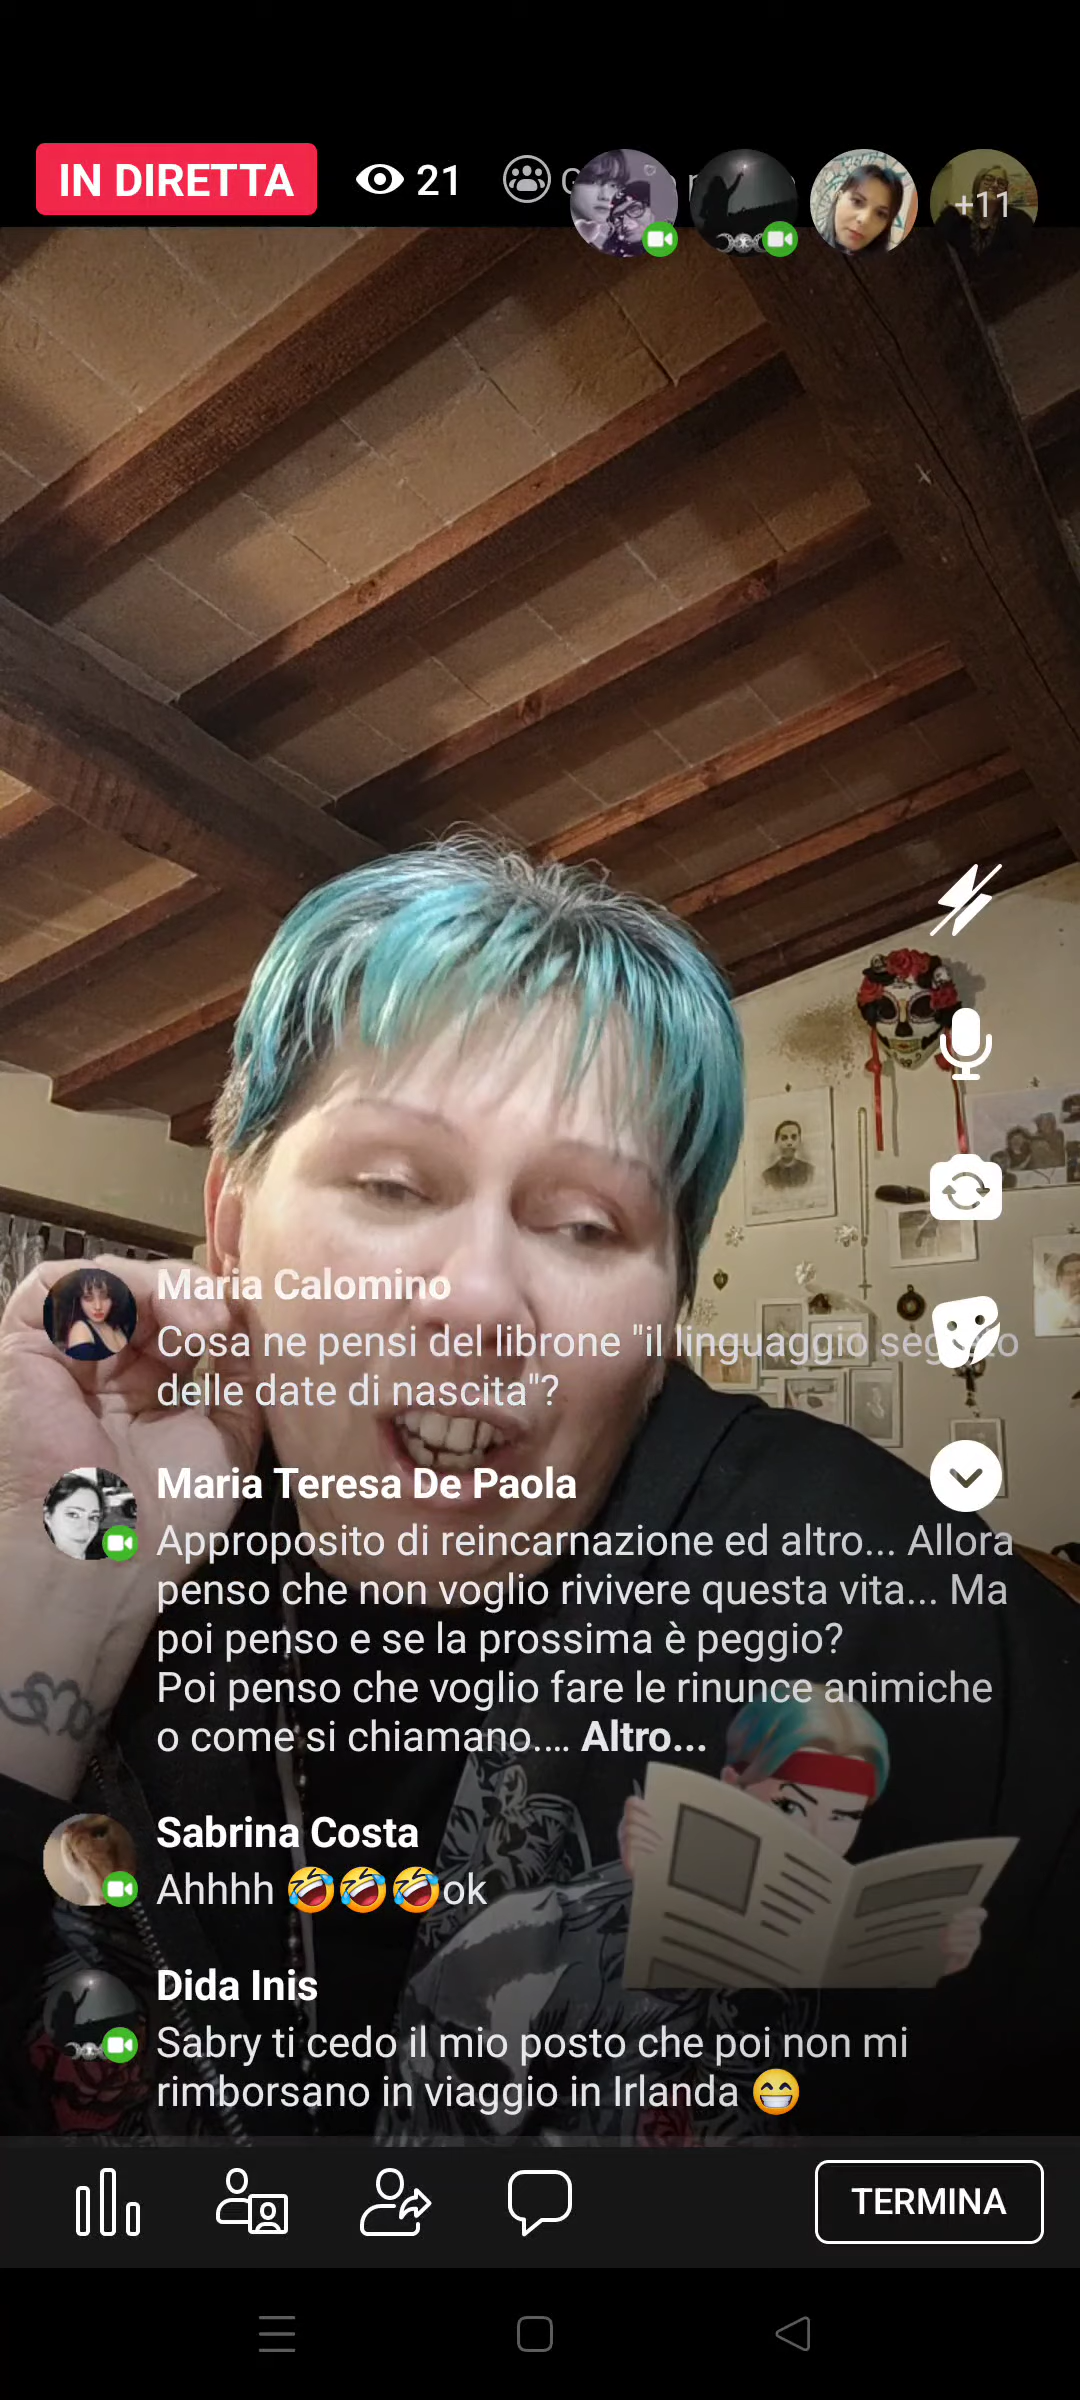 IN DIRETTA
21
+11
Maria Calomino
Cosa ne pensi del librone "il linguaggio segreto
delle date di nascita"?
Maria Teresa De Paola
Approposito di reincarnazione ed altro... Allora
penso che non voglio rivivere questa vita... Ma
poi penso e se la prossima è peggio?
Poi penso che voglio fare le rinunce animiche
o come si chiamano.... Altro...
Sabrina Costa
Ahhhh 🤣🤣🤣ok
Dida Inis
Sabry ti cedo il mio posto che poi non mi
rimborsano in viaggio in Irlanda 😁
TERMINA